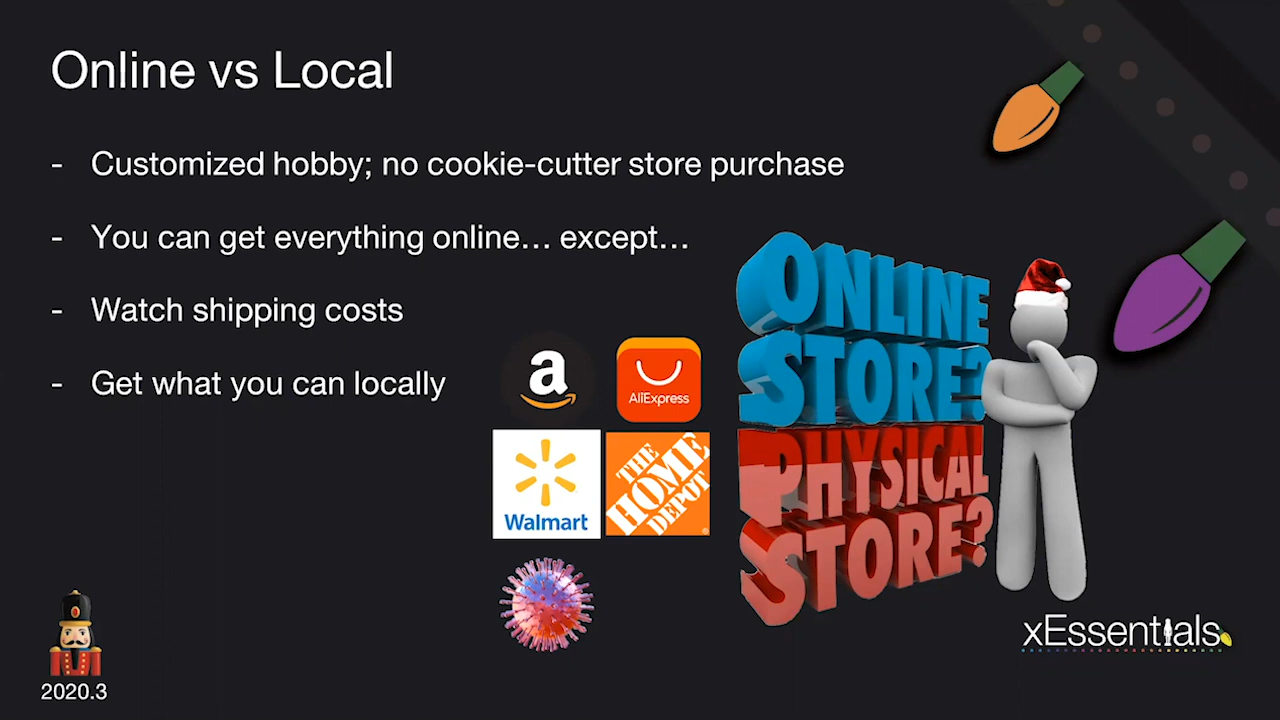 Online vs Local
- Customized hobby; no cookie-cutter store purchase
- You can get everything online… except…
- Watch shipping costs
- Get what you can locally
a
AliExpress
Walmart
THE
HOME
DEPOT
ONLINE
STORE?
PHYSICAL
STORE?
xEssentials
2020.3